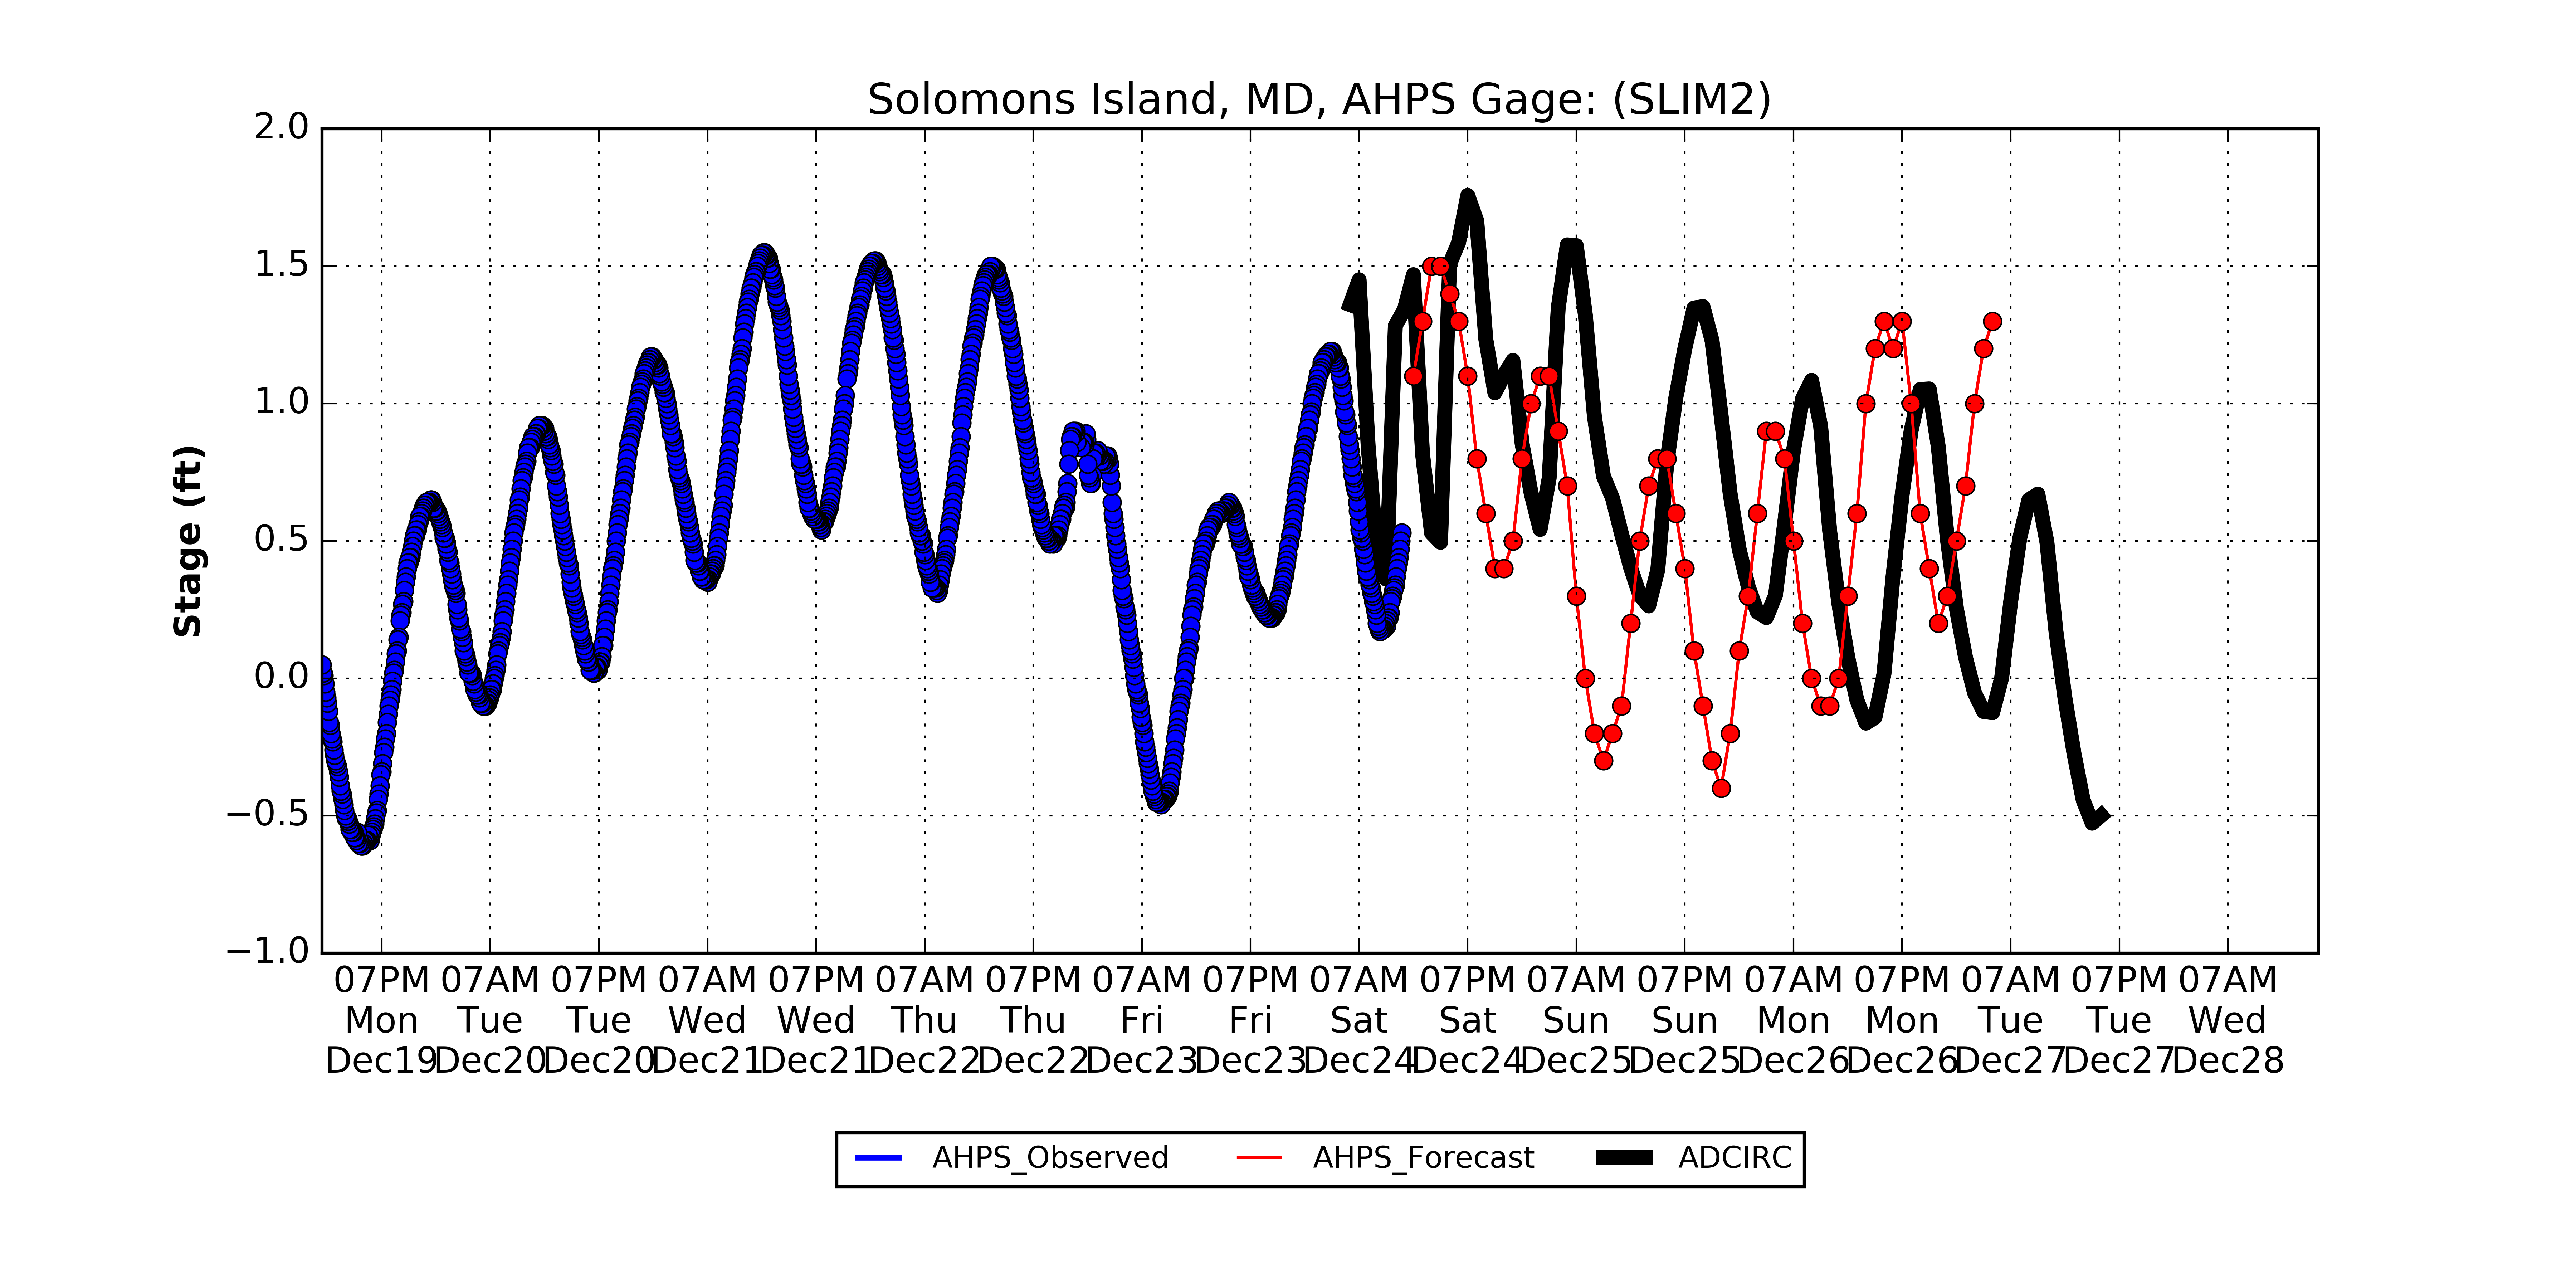 Solomons Island, MD, AHPS Gage: (SLIM2)
2.0
1.5
1.0
0.5
0.0
−0.5
−1.0
Stage (ft)
07PM 07AM 07PM 07AM 07PM 07AM 07PM 07AM 07PM 07AM 07PM 07AM 07PM 07AM 07PM 07AM 07PM 07AM
Mon Tue Tue Wed Wed Thu Thu Fri Fri Sat Sat Sun Sun Mon Mon Tue Tue Wed
Dec19 Dec20 Dec20 Dec21 Dec21 Dec22 Dec22 Dec23 Dec23 Dec24 Dec24 Dec25 Dec25 Dec26 Dec26 Dec27 Dec27 Dec28
AHPS_Observed AHPS_Forecast ADCIRC